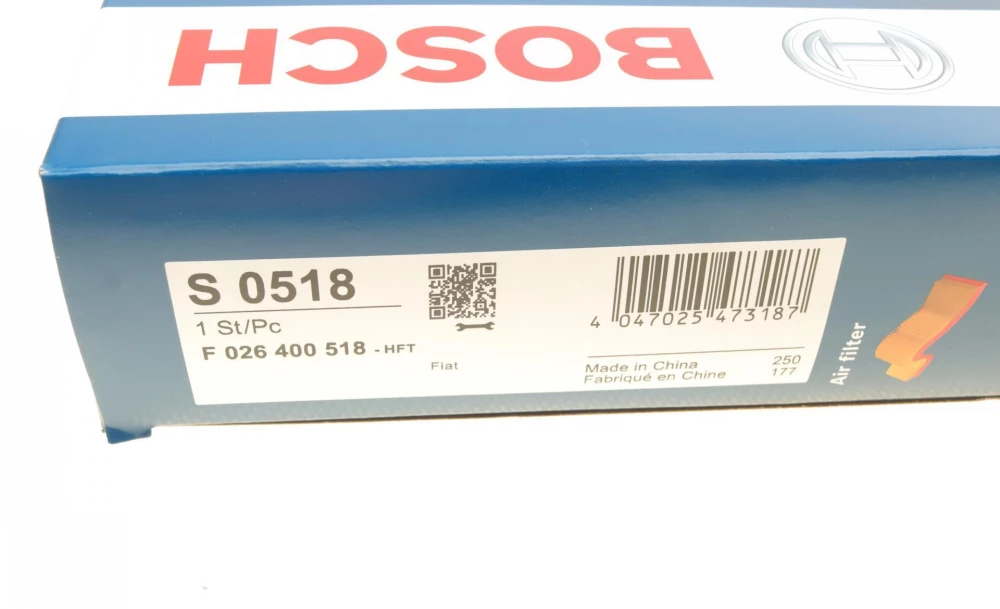 BOSCH
S 0518
1 St/Pc
F 026 400 518 - HFT
Fiat
4 047025 473187
Made in China 250
Fabriqué en Chine 177
Air filter